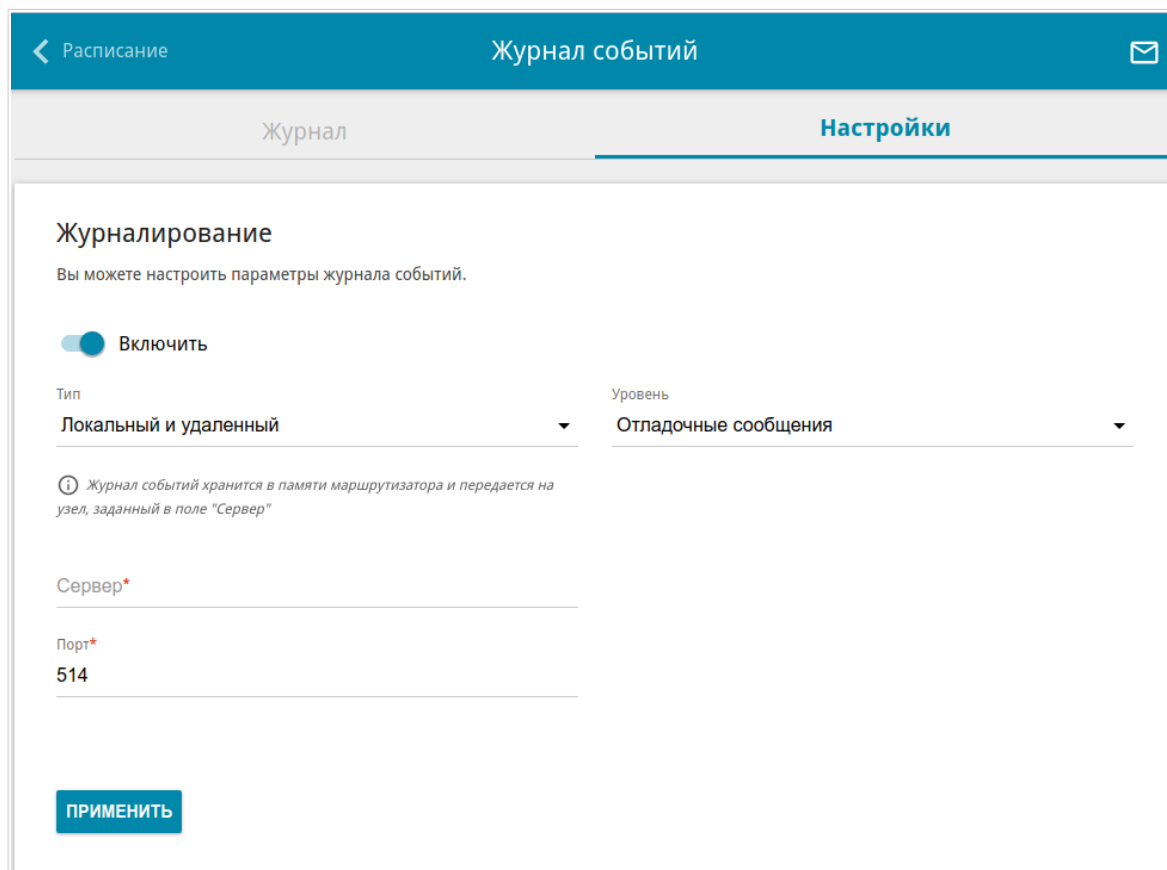 Расписание
Журнал событий
Журнал
Настройки
Журналирование
Вы можете настроить параметры журнала событий.
Включить
Тип
Локальный и удаленный
Уровень
Отладочные сообщения
Журнал событий хранится в памяти маршрутизатора и передается на
узел, заданный в поле "Сервер"
Сервер*
Порт*
514
ПРИМЕНИТЬ